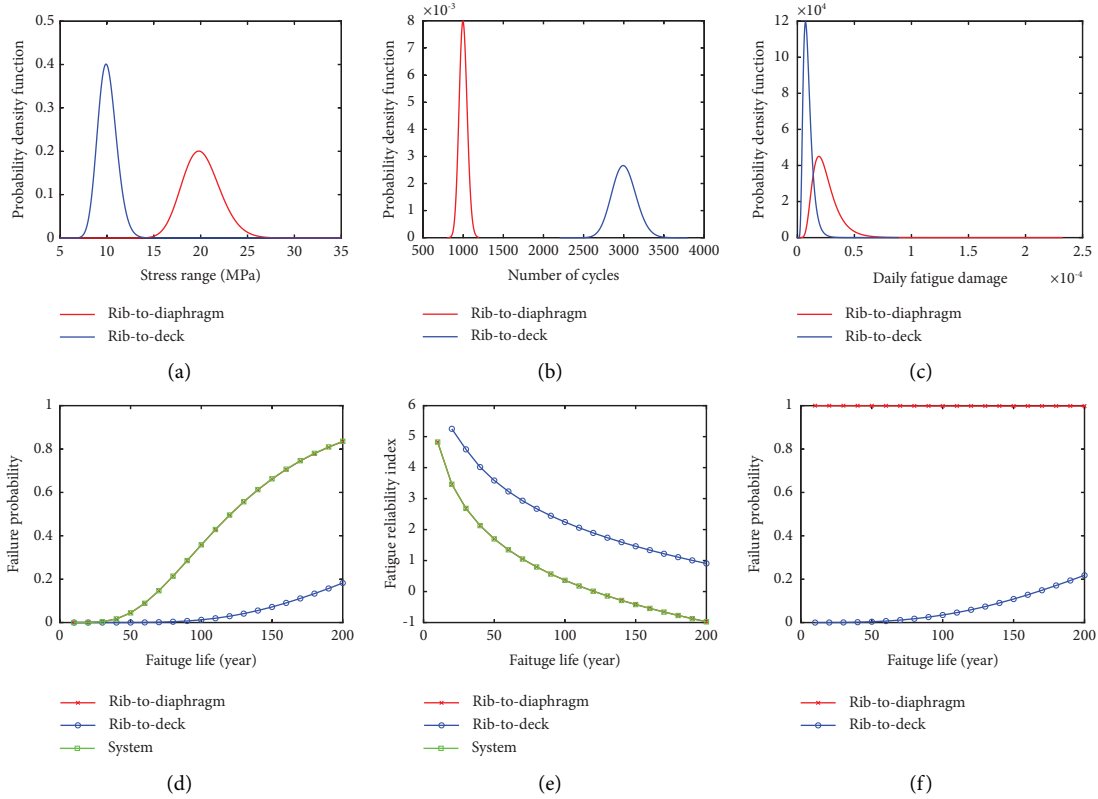 0.5
0.4
0.3
0.2
0.1
0
5
10
15
20
25
30
35
Probability density function
Stress range (MPa)
Rib-to-diaphragm
Rib-to-deck
(a)
×10⁻³
8
7
6
5
4
3
2
1
0
500
1000
1500
2000
2500
3000
3500
4000
Probability density function
Number of cycles
Rib-to-diaphragm
Rib-to-deck
(b)
×10⁴
12
10
8
6
4
2
0
0
0.5
1
1.5
2
2.5
Probability density function
Daily fatigue damage
×10⁻⁴
Rib-to-diaphragm
Rib-to-deck
(c)
1
0.8
0.6
0.4
0.2
0
0
50
100
150
200
Failure probability
Faituge life (year)
Rib-to-diaphragm
Rib-to-deck
System
(d)
6
5
4
3
2
1
0
-1
0
50
100
150
200
Fatigue reliability index
Faituge life (year)
Rib-to-diaphragm
Rib-to-deck
System
(e)
1
0.8
0.6
0.4
0.2
0
0
50
100
150
200
Failure probability
Faituge life (year)
Rib-to-diaphragm
Rib-to-deck
(f)